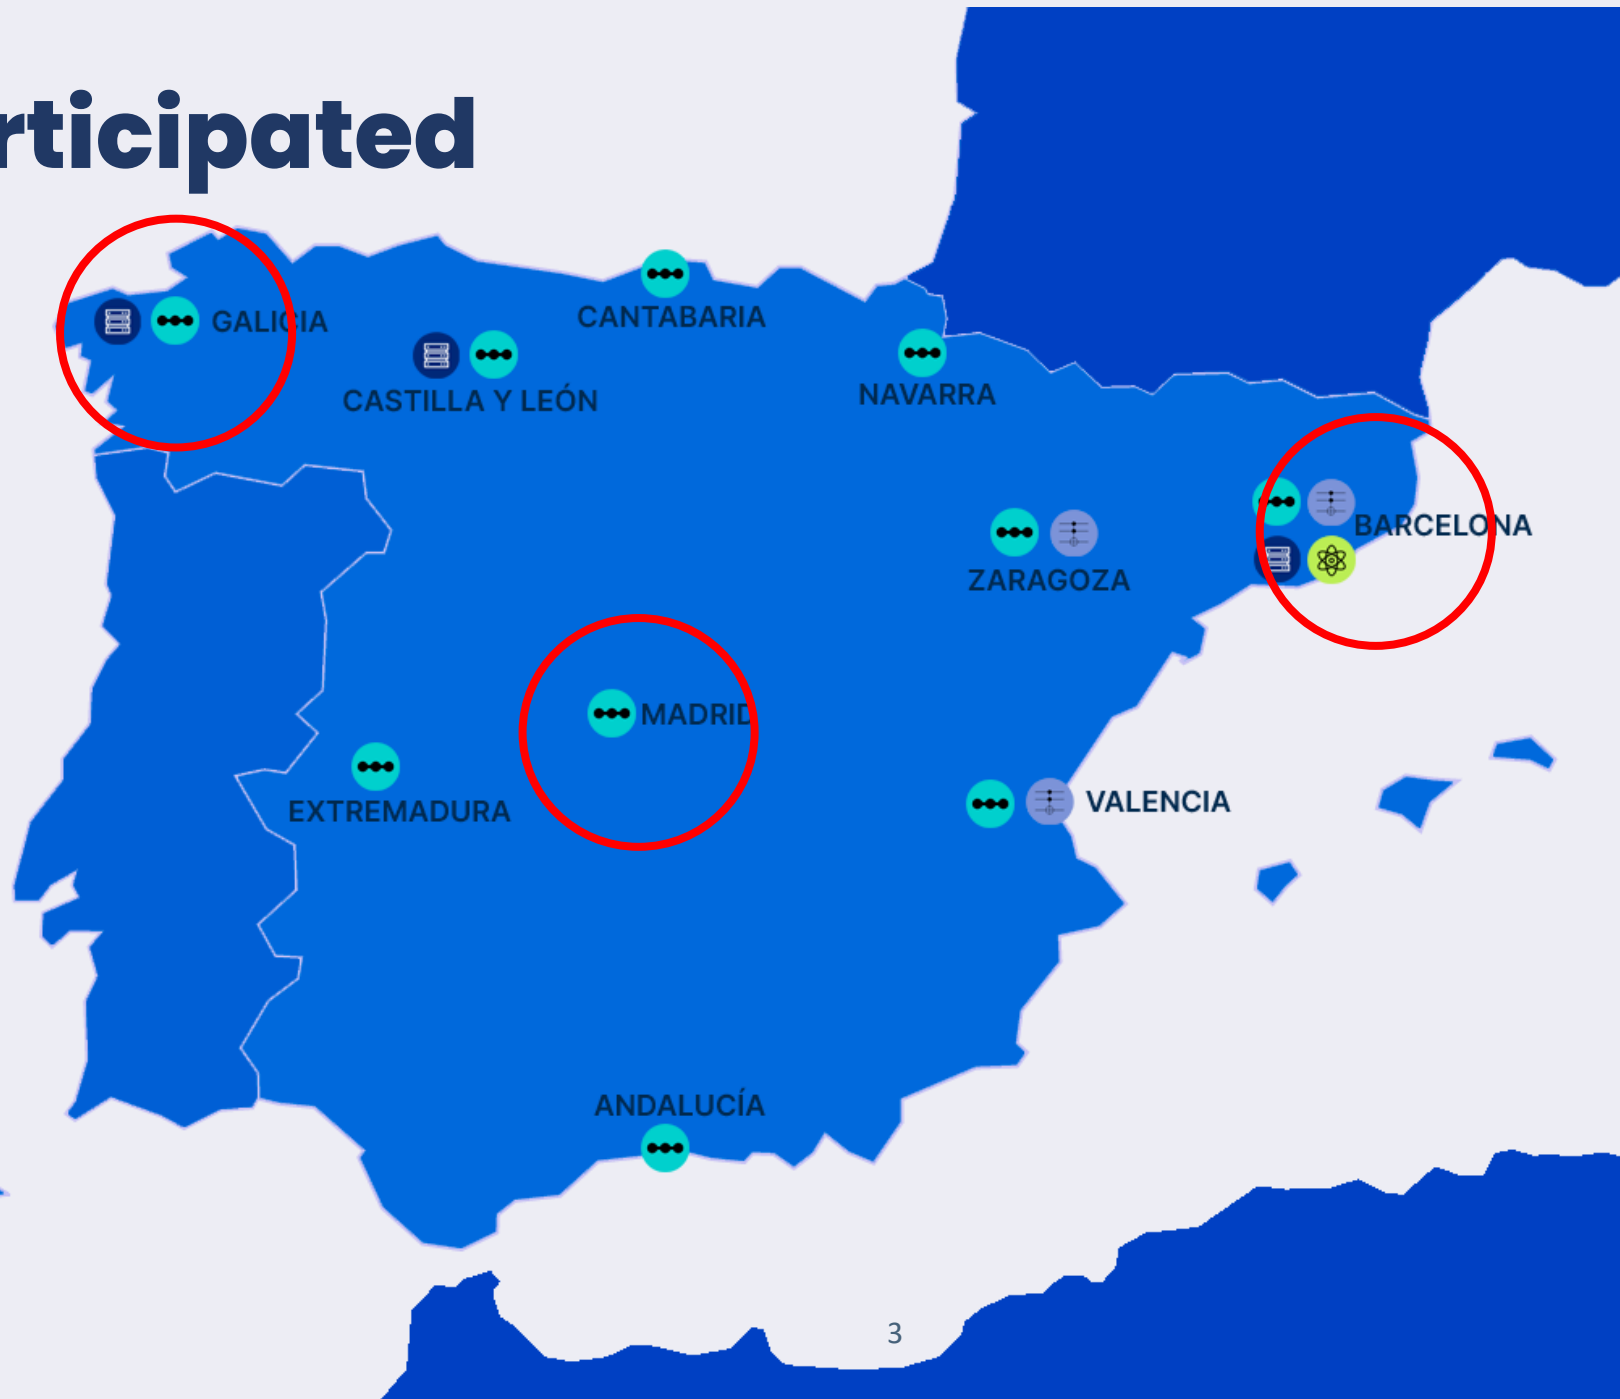 rticipated
GALICIA
CANTABARIA
CASTILLA Y LEÓN
NAVARRA
BARCELONA
ZARAGOZA
MADRID
EXTREMADURA
VALENCIA
ANDALUCÍA
3